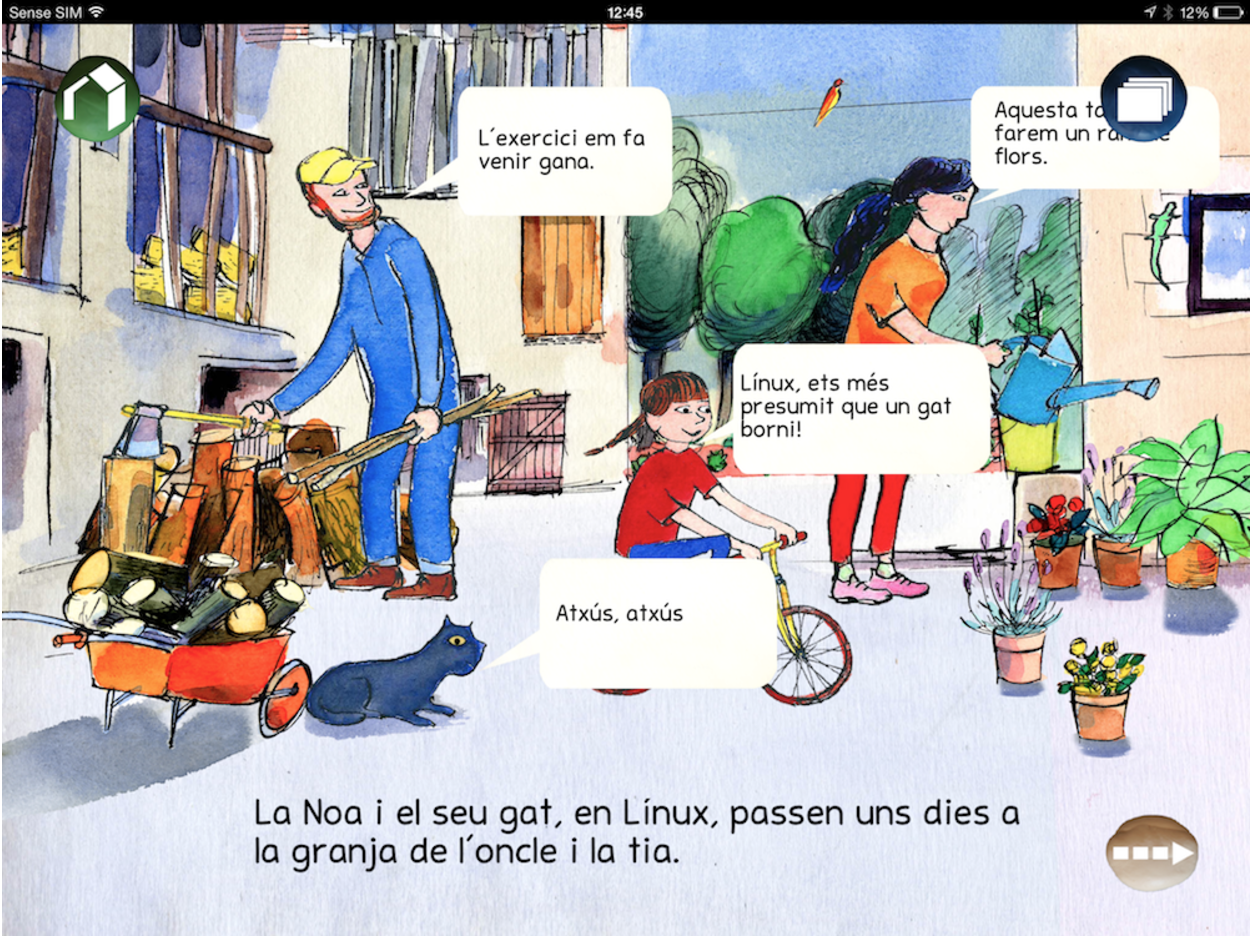 Sense SIM
12:45
12%
L'exercici em fa
venir gana.
Aquesta
farem un
flors.
Línux, ets més
presumit que un gat
borni!
Atxús, atxús
La Noa i el seu gat, en Línux, passen uns dies a
la granja de l'oncle i la tia.